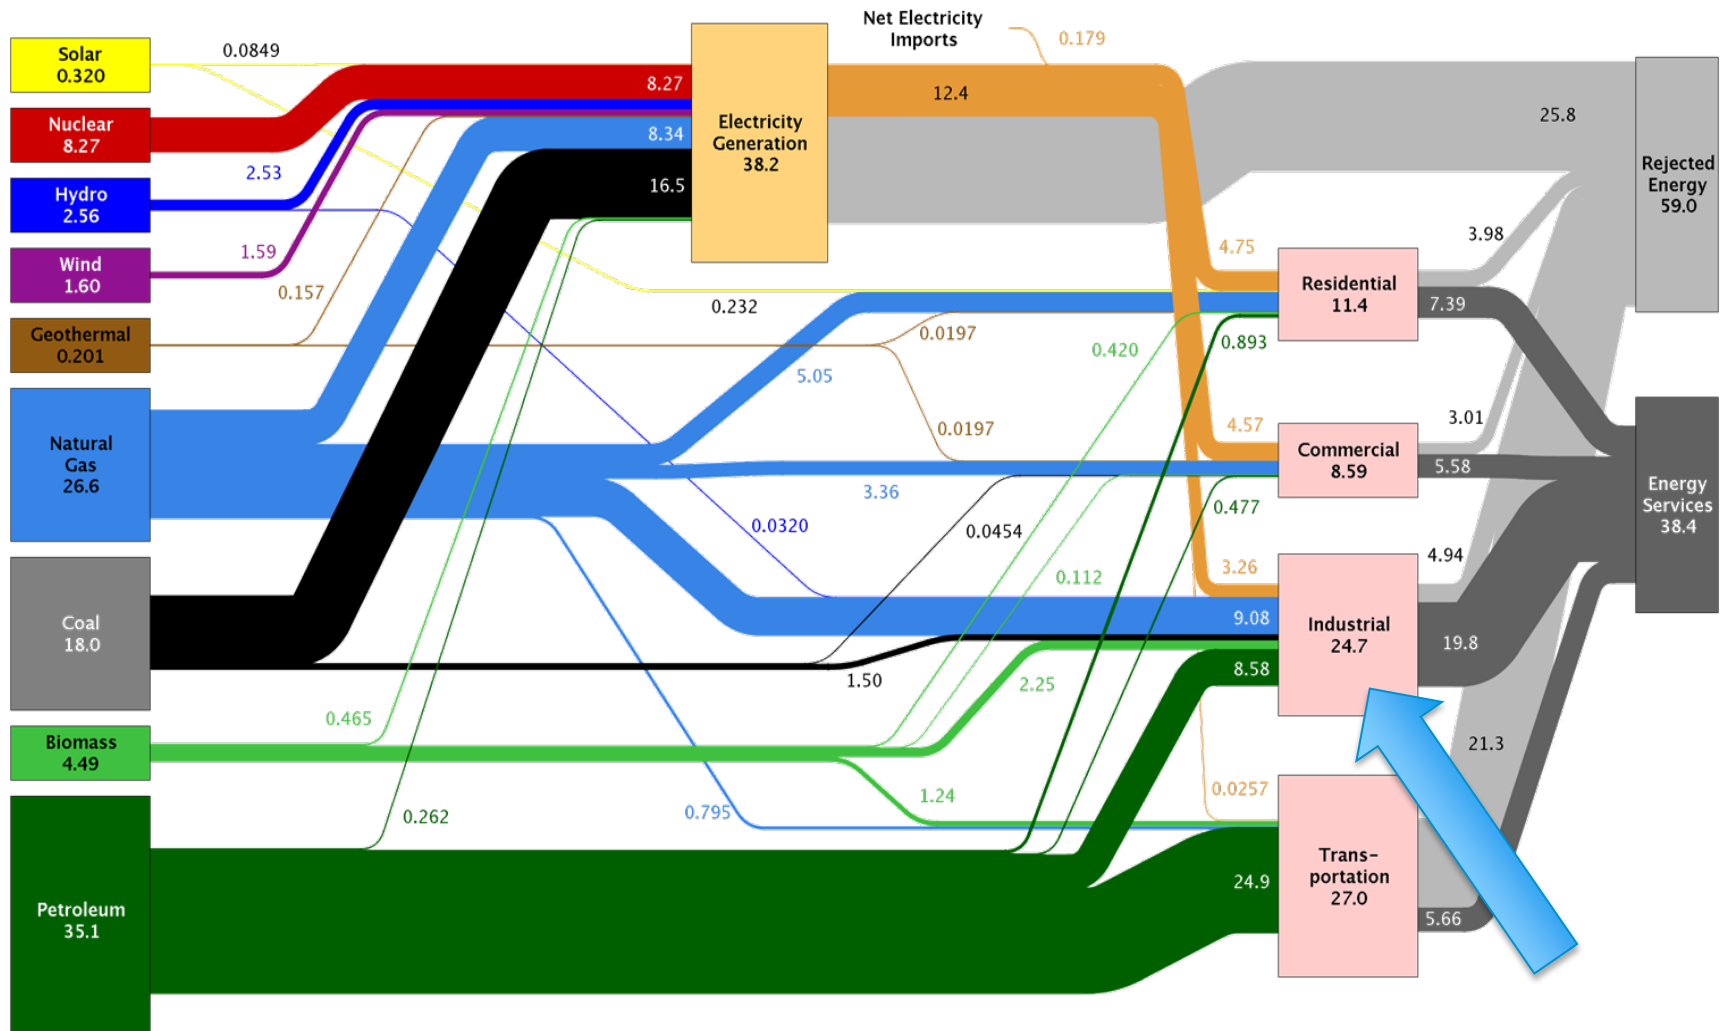 Net Electricity
Imports
0.179
Solar
0.320
0.0849
Nuclear
8.27
8.27
Hydro
2.56
2.53
Wind
1.60
1.59
Geothermal
0.201
0.157
Natural
Gas
26.6
8.34
Coal
18.0
16.5
Biomass
4.49
0.465
Petroleum
35.1
0.262
Electricity
Generation
38.2
12.4
25.8
Rejected
Energy
59.0
4.75
0.232
Residential
11.4
3.98
7.39
0.0197
0.420
0.893
5.05
0.0197
4.57
Commercial
8.59
3.01
5.58
3.36
0.477
0.0320
0.0454
Energy
Services
38.4
0.112
3.26
4.94
9.08
Industrial
24.7
19.8
8.58
1.50
2.25
21.3
1.24
0.795
0.0257
Trans-
portation
27.0
24.9
5.66